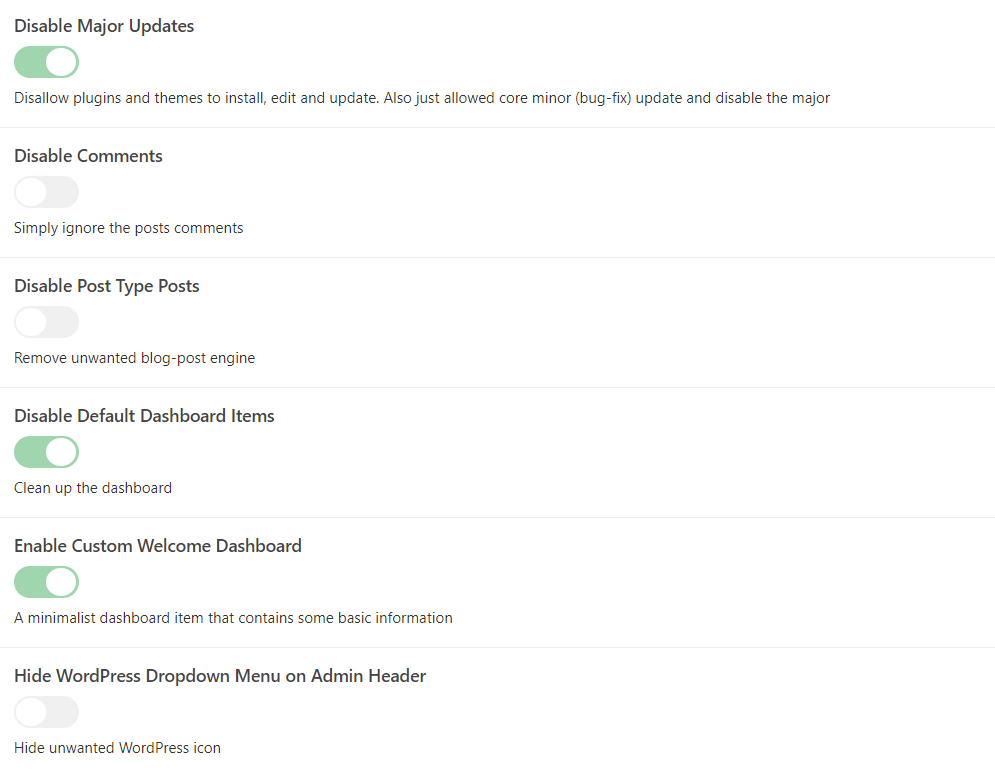 Disable Major Updates
Disallow plugins and themes to install, edit and update. Also just allowed core minor (bug-fix) update and disable the major
Disable Comments
Simply ignore the posts comments
Disable Post Type Posts
Remove unwanted blog-post engine
Disable Default Dashboard Items
Clean up the dashboard
Enable Custom Welcome Dashboard
A minimalist dashboard item that contains some basic information
Hide WordPress Dropdown Menu on Admin Header
Hide unwanted WordPress icon